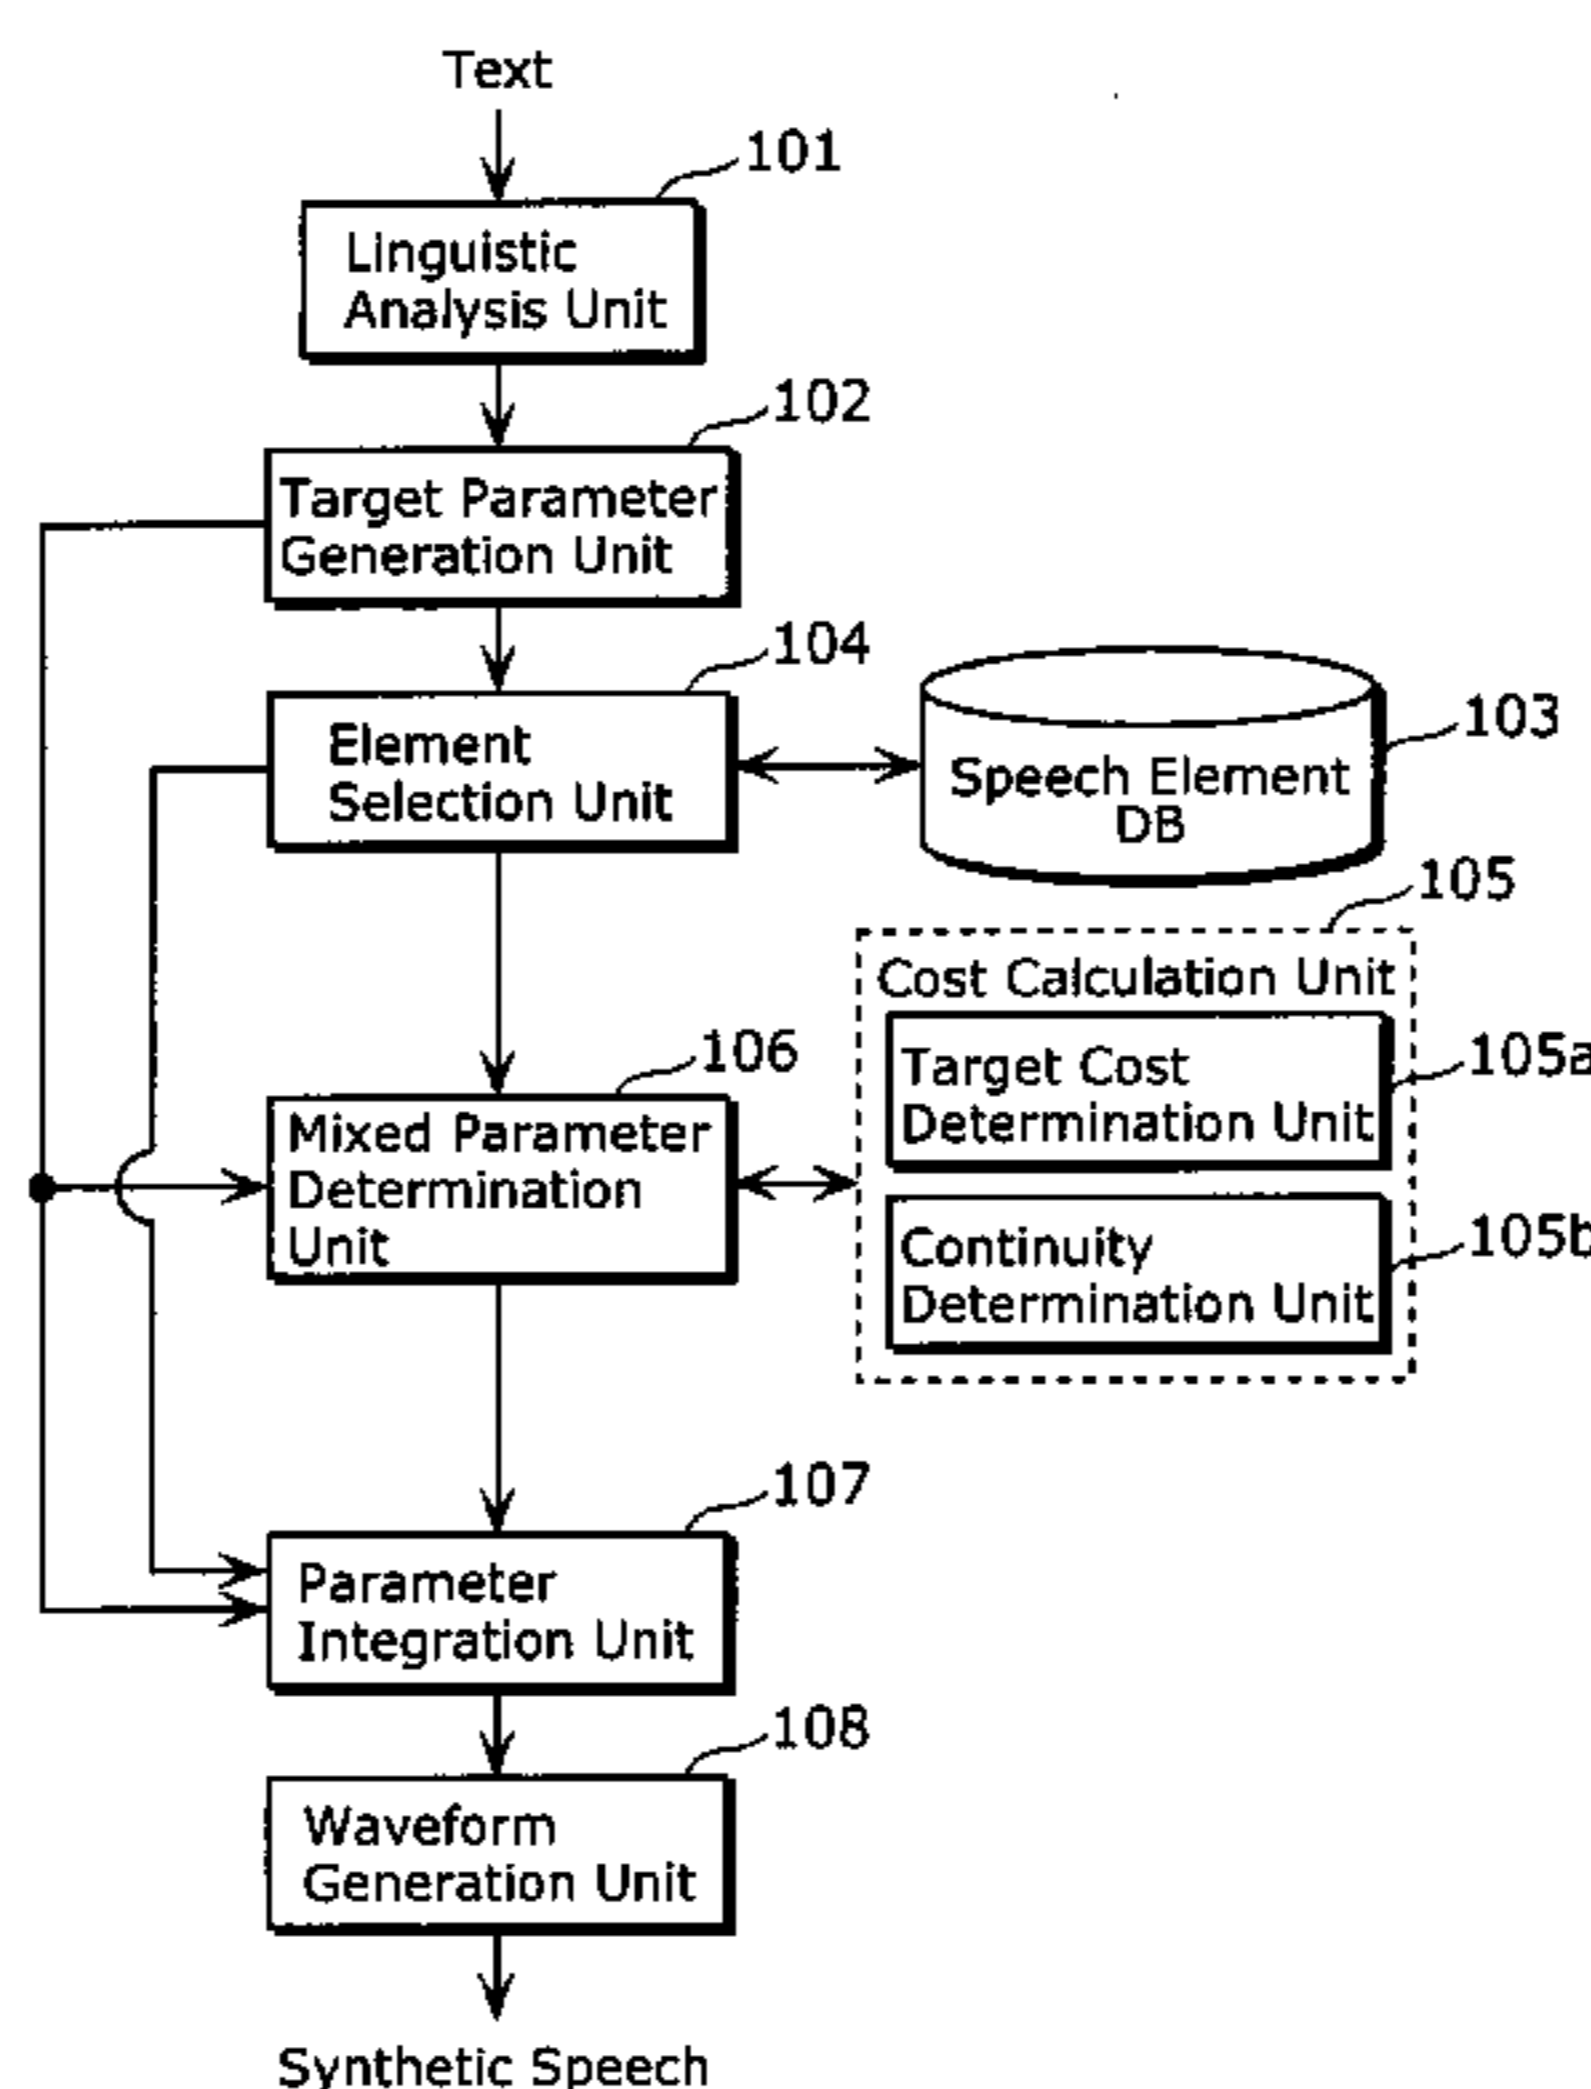 Text
101
Linguistic
Analysis Unit
102
Target Parameter
Generation Unit
104
Element
Selection Unit
103
Speech Element
DB
105
Cost Calculation Unit
105a
Target Cost
Determination Unit
106
Mixed Parameter
Determination
Unit
105b
Continuity
Determination Unit
107
Parameter
Integration Unit
108
Waveform
Generation Unit
Synthetic Speech